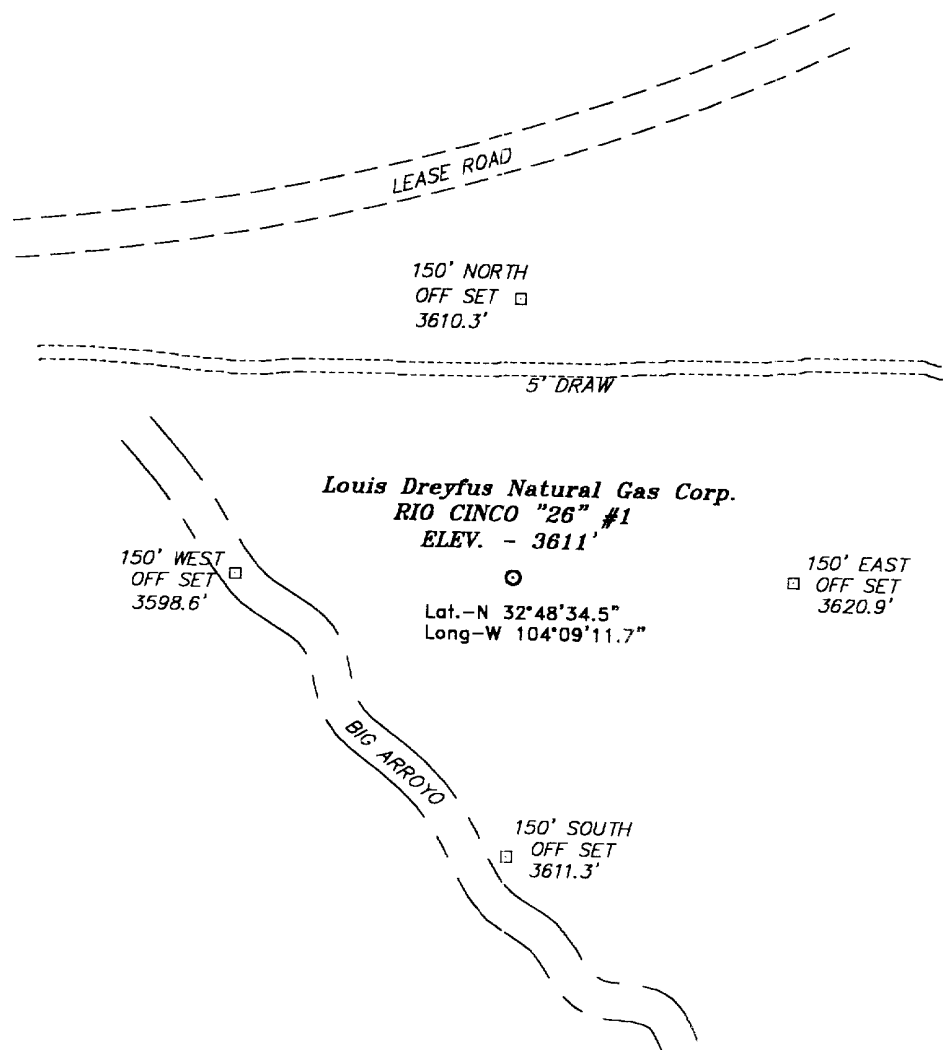 LEASE ROAD
150' NORTH
OFF SET
3610.3'
5' DRAW
Louis Dreyfus Natural Gas Corp.
RIO CINCO "26" #1
ELEV. - 3611'
150' WEST
OFF SET
3598.6'
150' EAST
OFF SET
3620.9'
Lat.-N 32°48'34.5"
Long-W 104°09'11.7"
BIG ARROYO
150' SOUTH
OFF SET
3611.3'